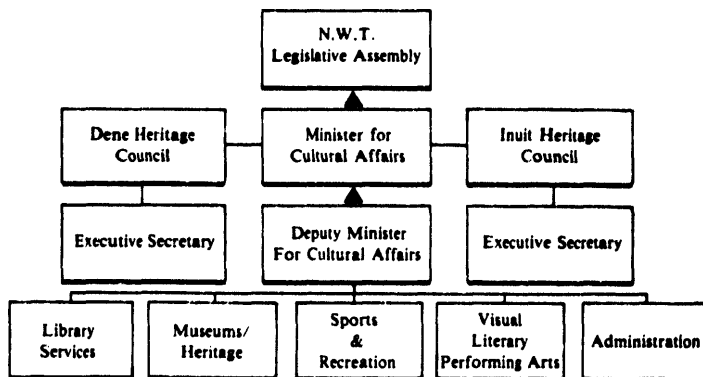 N.W.T.
Legislative Assembly
Dene Heritage
Council
Minister for
Cultural Affairs
Inuit Heritage
Council
Executive Secretary
Deputy Minister
For Cultural Affairs
Executive Secretary
Library
Services
Museums/
Heritage
Sports
&
Recreation
Visual
Literary
Performing Arts
Administration